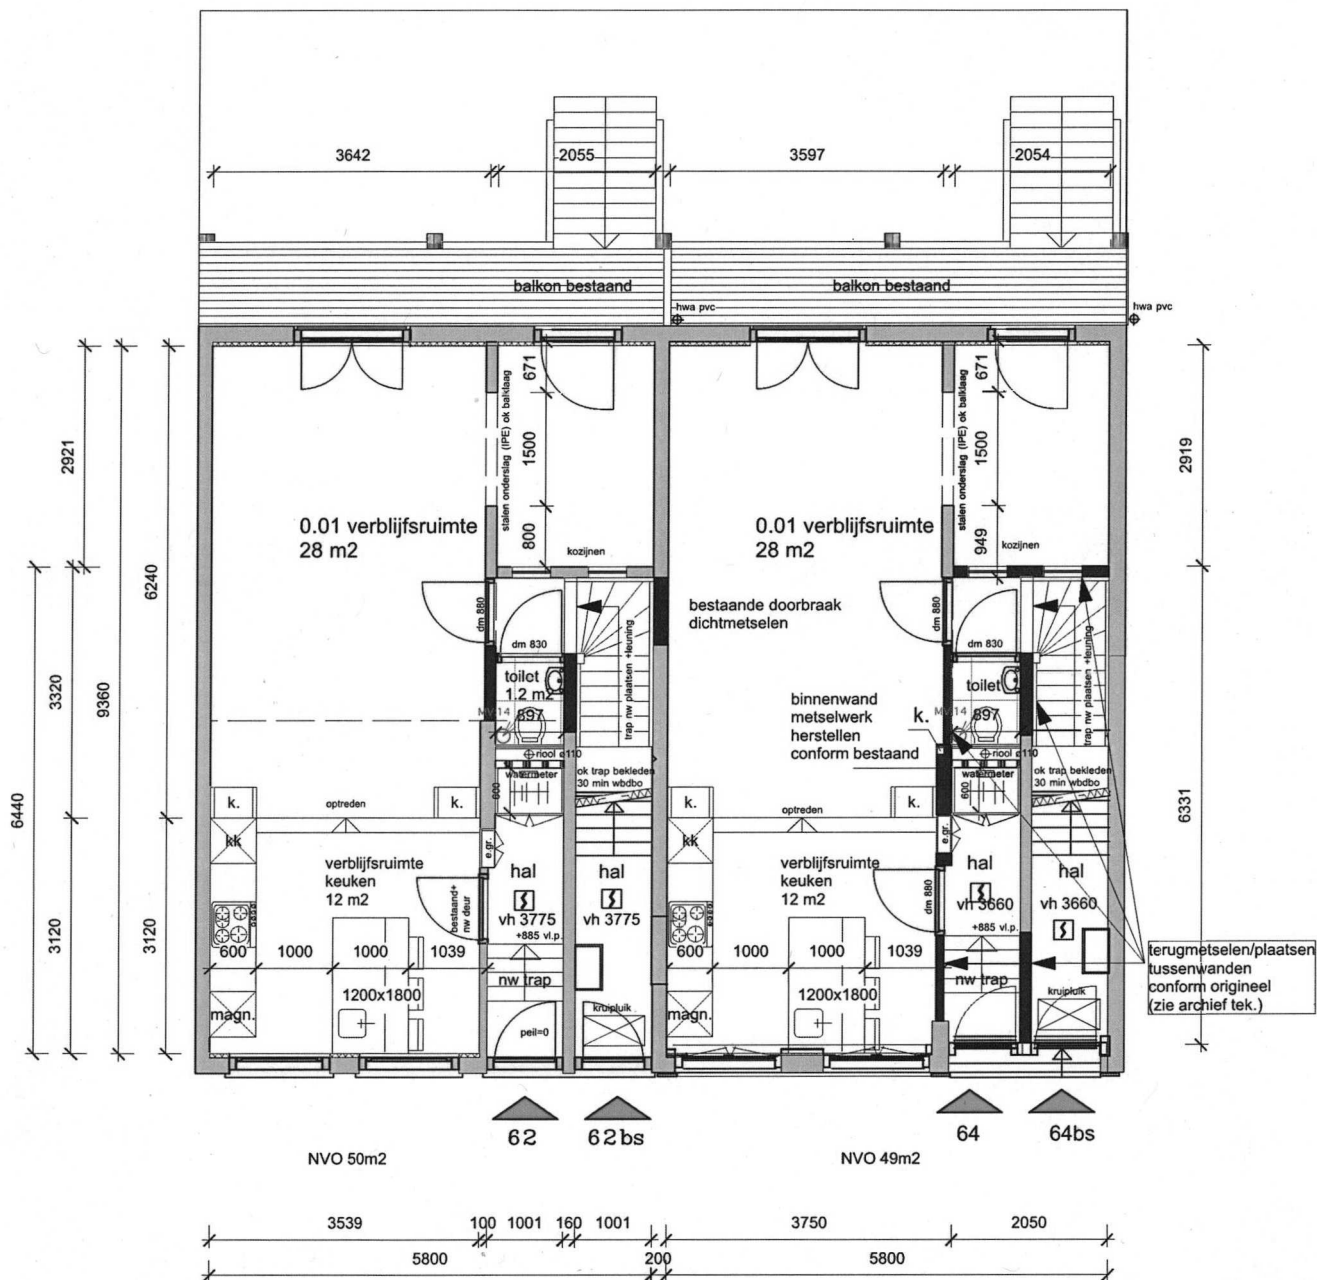 3642
2055
3597
2054
balkon bestaand
balkon bestaand
hwa pvc
hwa pvc
2921
9360
6240
3320
6440
3120
3120
671
stalen onderslag (IPE) ok balklaag
1500
800
kozijnen
0.01 verblijfsruimte
28 m2
dm 880
dm 830
toilet
1.2 m2
MV 14
897
riool ø110
watermeter
600
trap nw plaatsen +leuning
ok trap bekleden
30 min wbdbo
k.
optreden
k.
kk
e.gr.
verblijfsruimte
keuken
12 m2
bestaand+
nw deur
hal
vh 3775
+885 vl.p.
hal
vh 3775
600
1000
1000
1039
nw trap
1200x1800
magn.
peil=0
kruipluik
671
stalen onderslag (IPE) ok balklaag
1500
949
kozijnen
2919
0.01 verblijfsruimte
28 m2
bestaande doorbraak
dichtmetselen
dm 880
dm 830
binnenwand
metselwerk
herstellen
conform bestaand
k.
toilet
MV 14
897
riool ø110
watermeter
600
trap nw plaatsen +leuning
ok trap bekleden
30 min wbdbo
6331
k.
optreden
k.
kk
e.gr.
verblijfsruimte
keuken
12 m2
dm 880
hal
vh 3660
+885 vl.p.
hal
vh 3660
600
1000
1000
1039
nw trap
1200x1800
magn.
kruipluik
terugmetselen/plaatsen
tussenwanden
conform origineel
(zie archief tek.)
62
62bs
64
64bs
NVO 50m2
NVO 49m2
3539
100
1001
160
1001
3750
2050
5800
200
5800